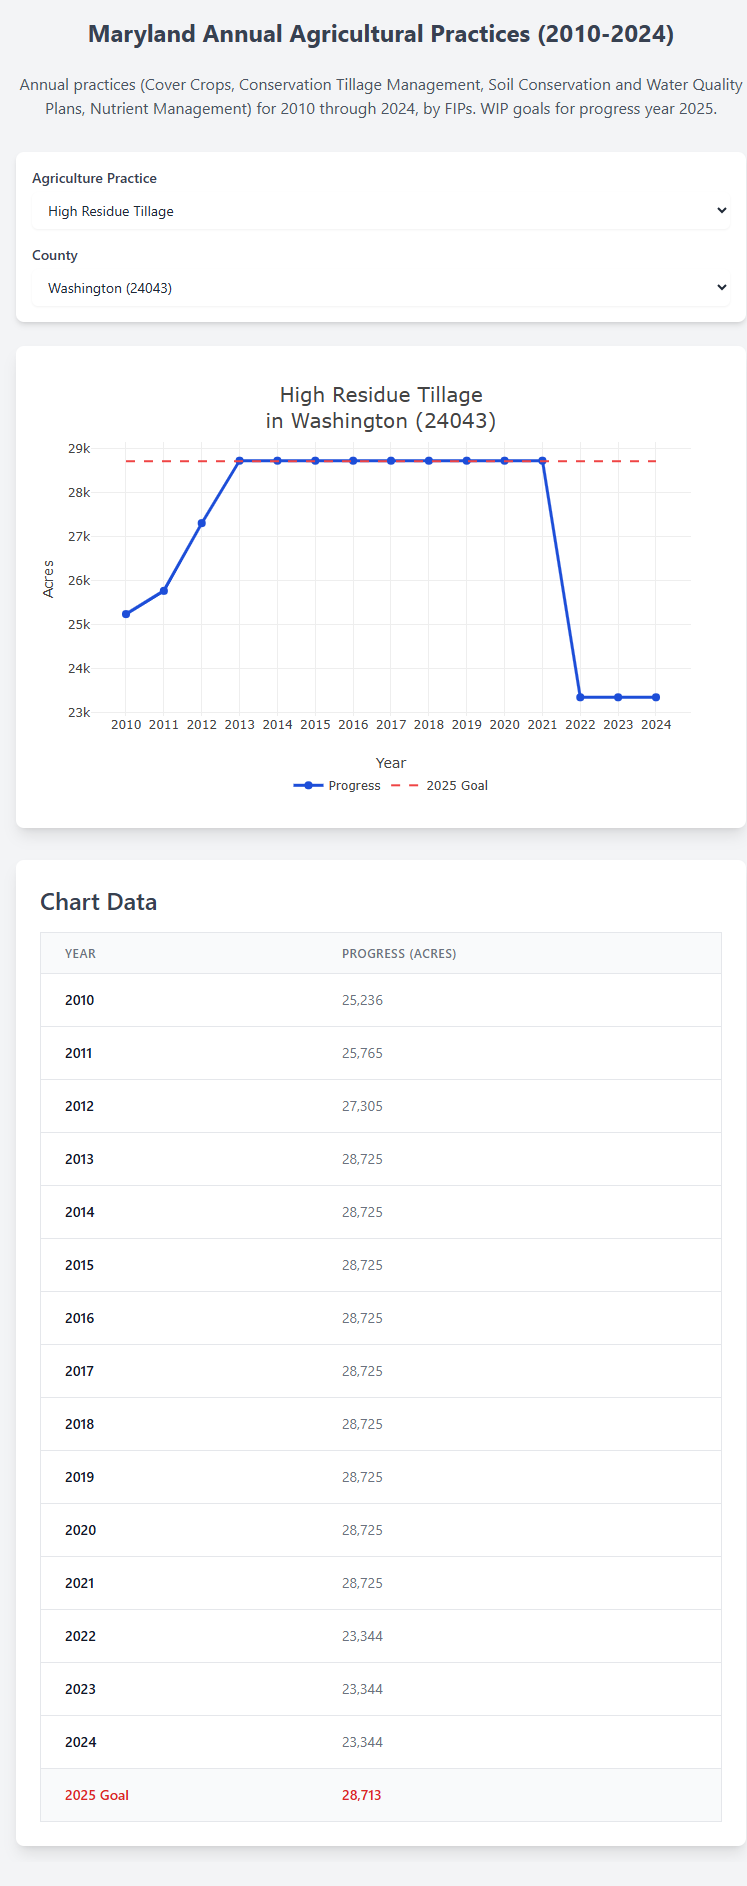 Maryland Annual Agricultural Practices (2010-2024)
Annual practices (Cover Crops, Conservation Tillage Management, Soil Conservation and Water Quality
Plans, Nutrient Management) for 2010 through 2024, by FIPs. WIP goals for progress year 2025.
Agriculture Practice
High Residue Tillage
County
Washington (24043)
High Residue Tillage
in Washington (24043)
29k
28k
27k
26k
25k
24k
23k
Acres
2010 2011 2012 2013 2014 2015 2016 2017 2018 2019 2020 2021 2022 2023 2024
Year
Progress 2025 Goal
Chart Data
YEAR PROGRESS (ACRES)
2010 25,236
2011 25,765
2012 27,305
2013 28,725
2014 28,725
2015 28,725
2016 28,725
2017 28,725
2018 28,725
2019 28,725
2020 28,725
2021 28,725
2022 23,344
2023 23,344
2024 23,344
2025 Goal 28,713